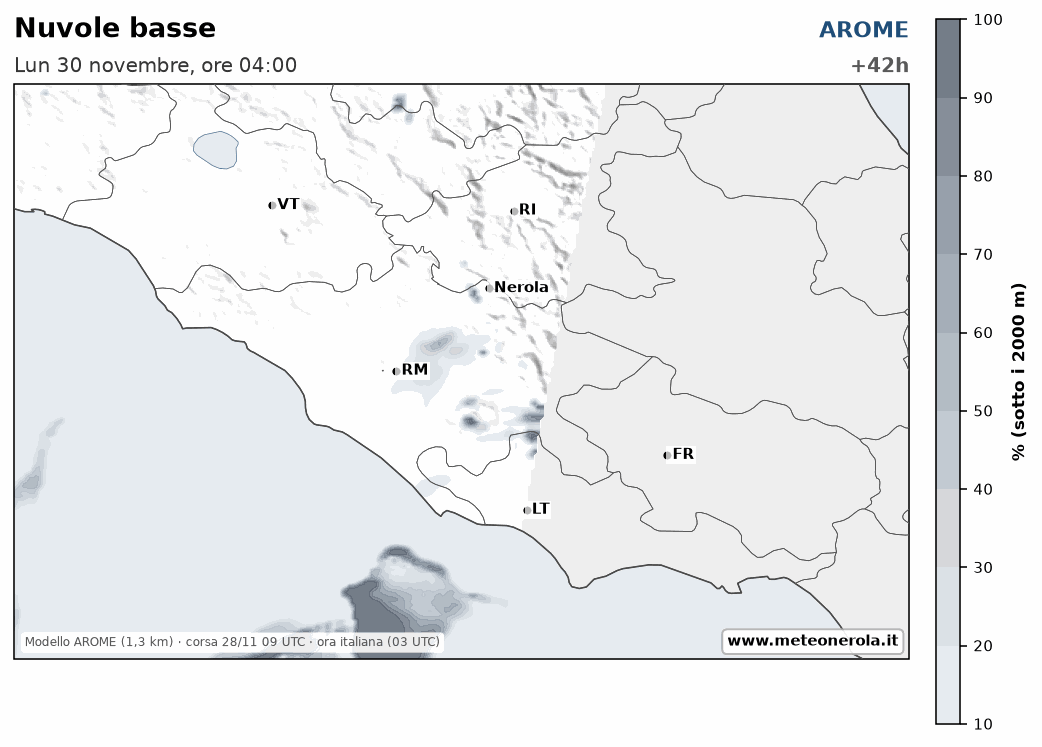 Nuvole basse
AROME
Lun 30 novembre, ore 04:00
+42h
VT
RI
Nerola
RM
FR
LT
Modello AROME (1,3 km) · corsa 28/11 09 UTC · ora italiana (03 UTC)
www.meteonerola.it
100
90
80
70
60
50
40
30
20
10
% (sotto i 2000 m)